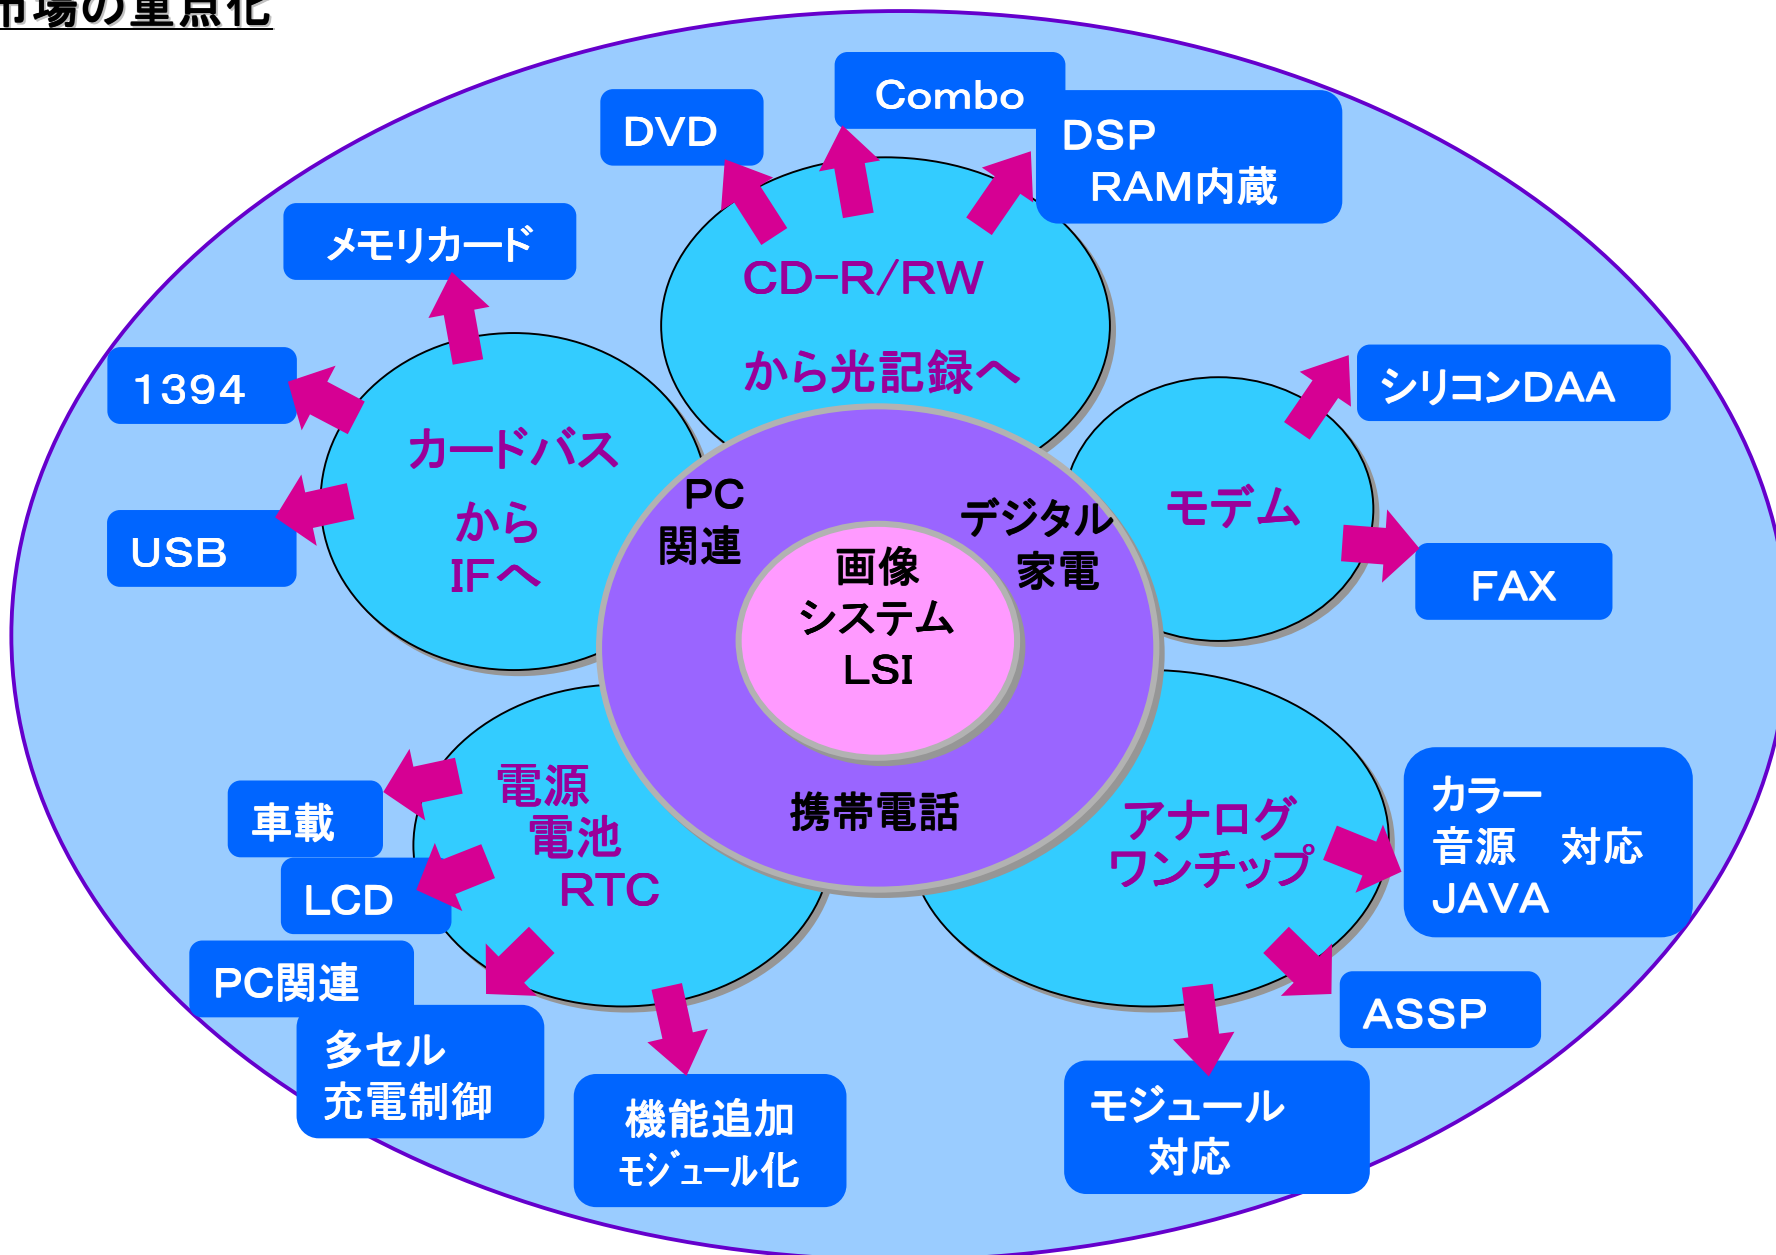 市場の重点化
Combo
DVD
DSP
RAM内蔵
メモリカード
CD-R/RW
から光記録へ
1394
シリコンDAA
カードバス
から
IFへ
モデム
USB
FAX
PC
関連
デジタル
家電
画像
システム
LSI
携帯電話
電源
電池
RTC
アナログ
ワンチップ
車載
LCD
PC関連
多セル
充電制御
機能追加
モジュール化
カラー
音源　対応
JAVA
ASSP
モジュール
対応